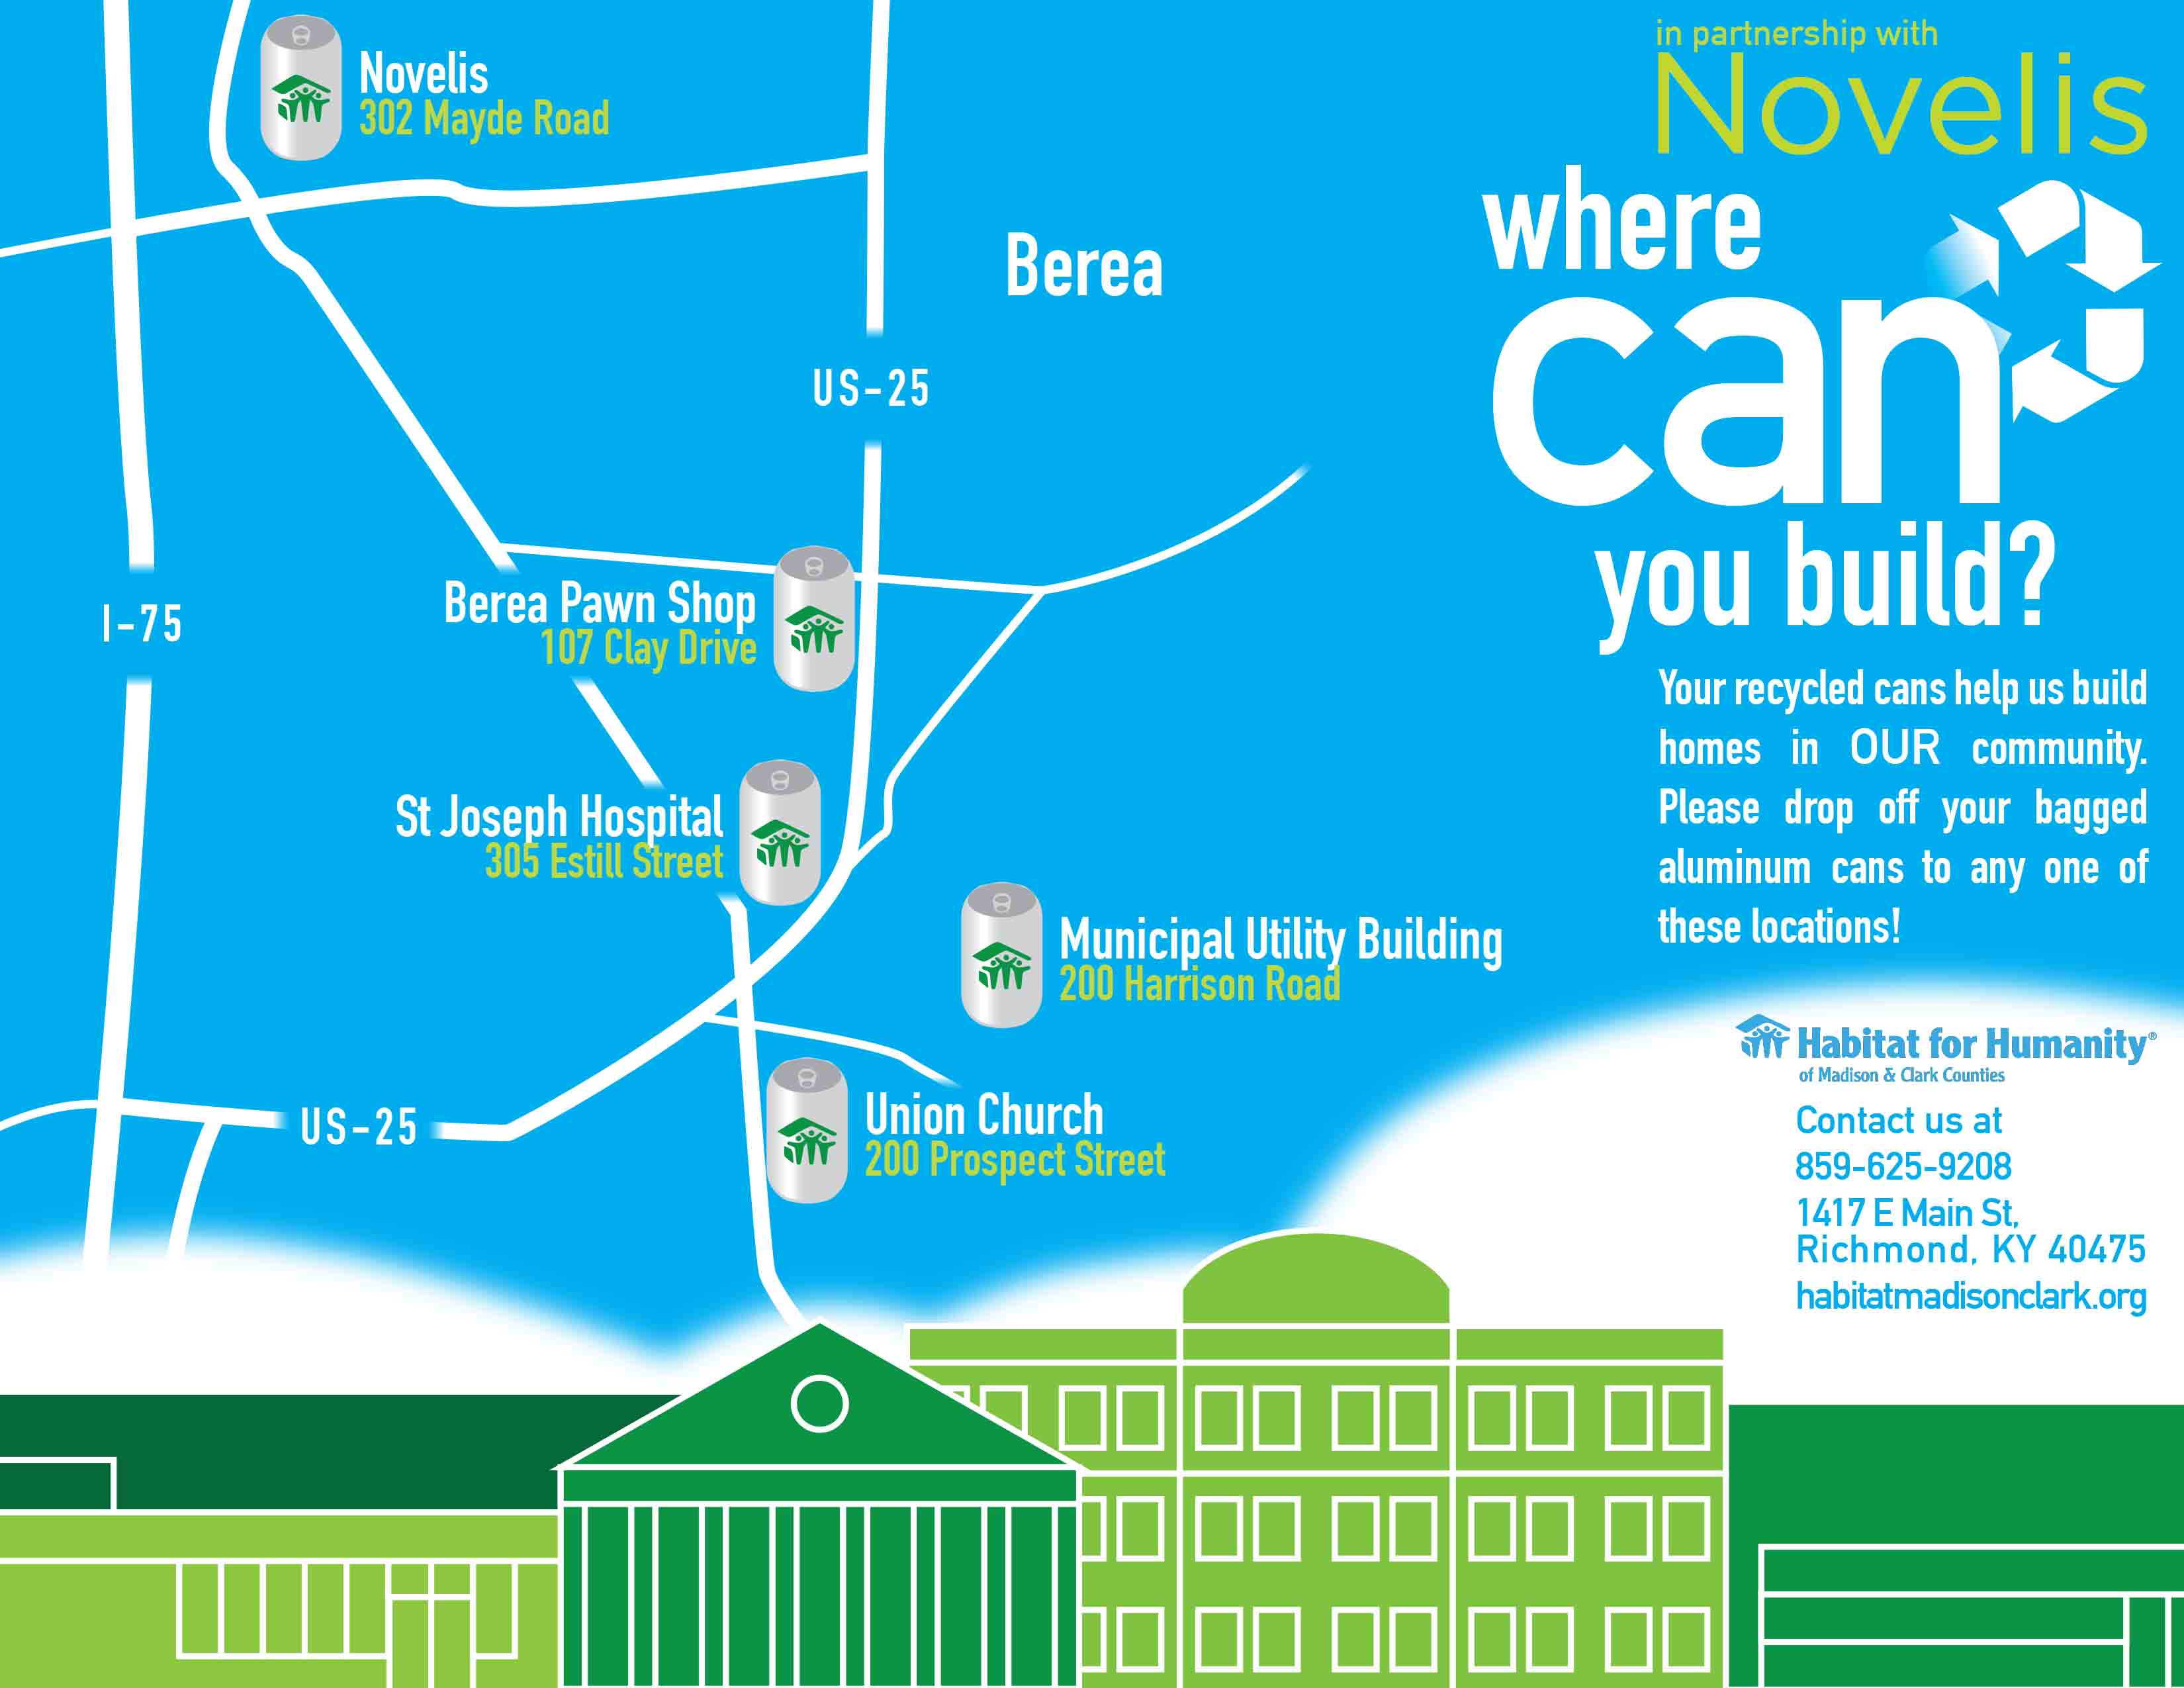 Novelis
302 Mayde Road
Berea
US-25
I-75
Berea Pawn Shop
107 Clay Drive
St Joseph Hospital
305 Estill Street
Municipal Utility Building
200 Harrison Road
Union Church
200 Prospect Street
US-25
in partnership with
Novelis
where
can
you build?
Your recycled cans help us build
homes in OUR community.
Please drop off your bagged
aluminum cans to any one of
these locations!
Habitat for Humanity®
of Madison & Clark Counties
Contact us at
859-625-9208
1417 E Main St,
Richmond, KY 40475
habitatmadisonclark.org